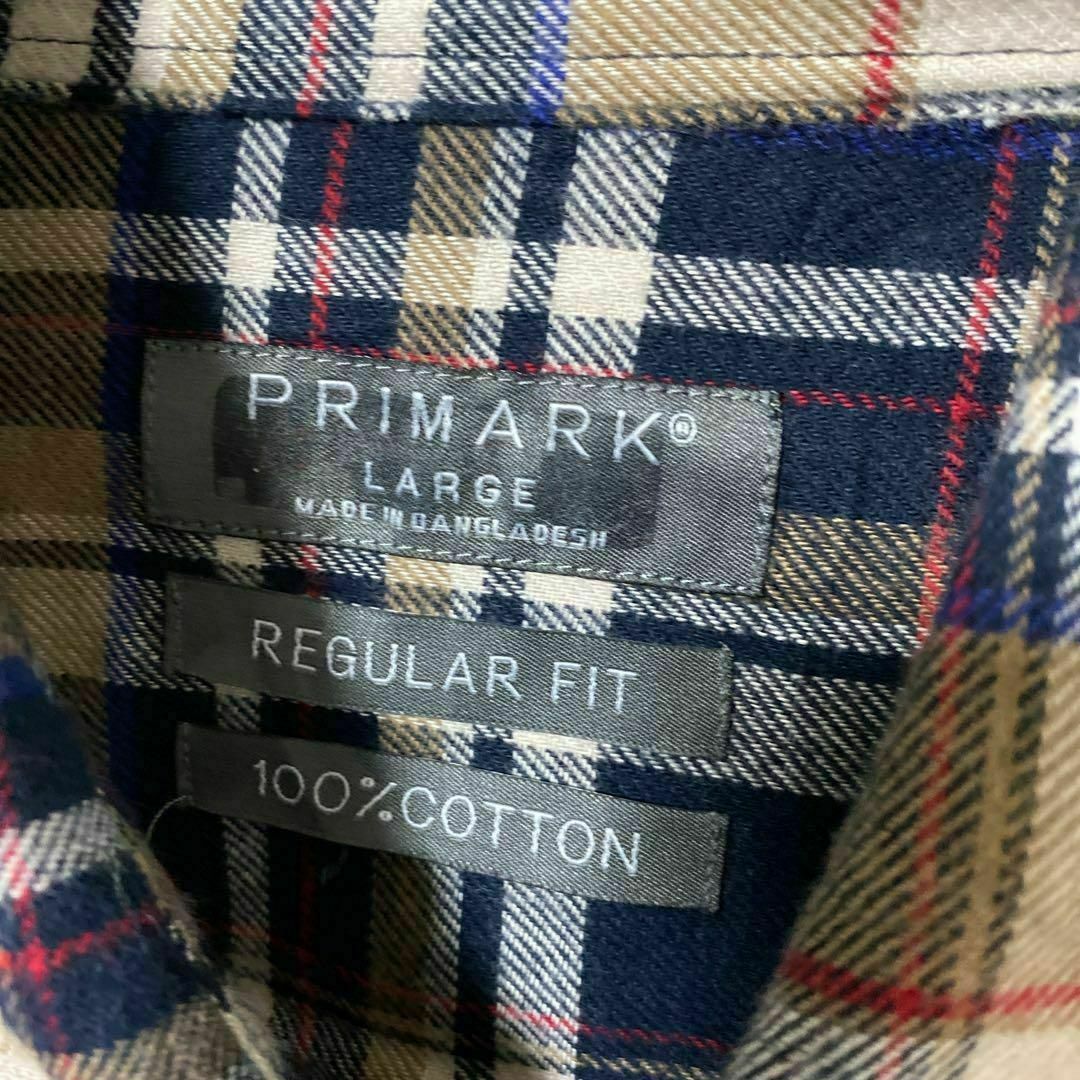 PRIMARK®
LARGE
MADE IN BANGLADESH
REGULAR FIT
100%COTTON